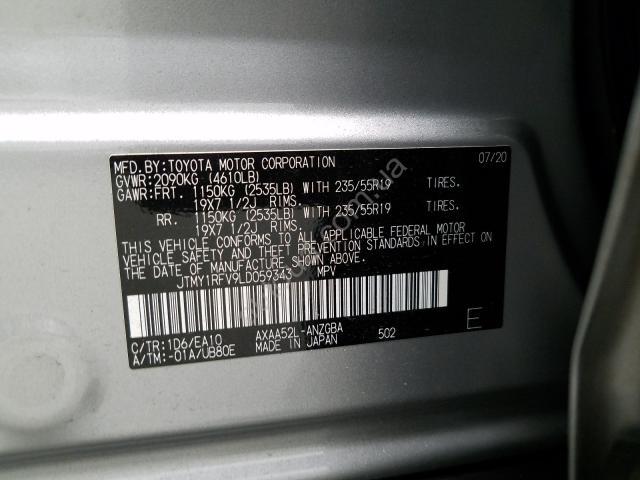 MFD.BY:TOYOTA MOTOR CORPORATION 07/20
GVWR:2090KG (4610LB)
GAWR:FRT. 1150KG (2535LB) WITH 235/55R19 TIRES.
19X7 1/2J RIMS.
RR. 1150KG (2535LB) WITH 235/55R19 TIRES.
19X7 1/2J RIMS.
THIS VEHICLE CONFORMS TO ALL APPLICABLE FEDERAL MOTOR
VEHICLE SAFETY AND THEFT PREVENTION STANDARDS IN EFFECT
ON THE DATE OF MANUFACTURE SHOWN ABOVE.
JTMY1RFV9LD059343 MPV
C/TR:1D6/EA10 AXAA52L-ANZGBA 502 E
A/TM:-01A/UB80E MADE IN JAPAN